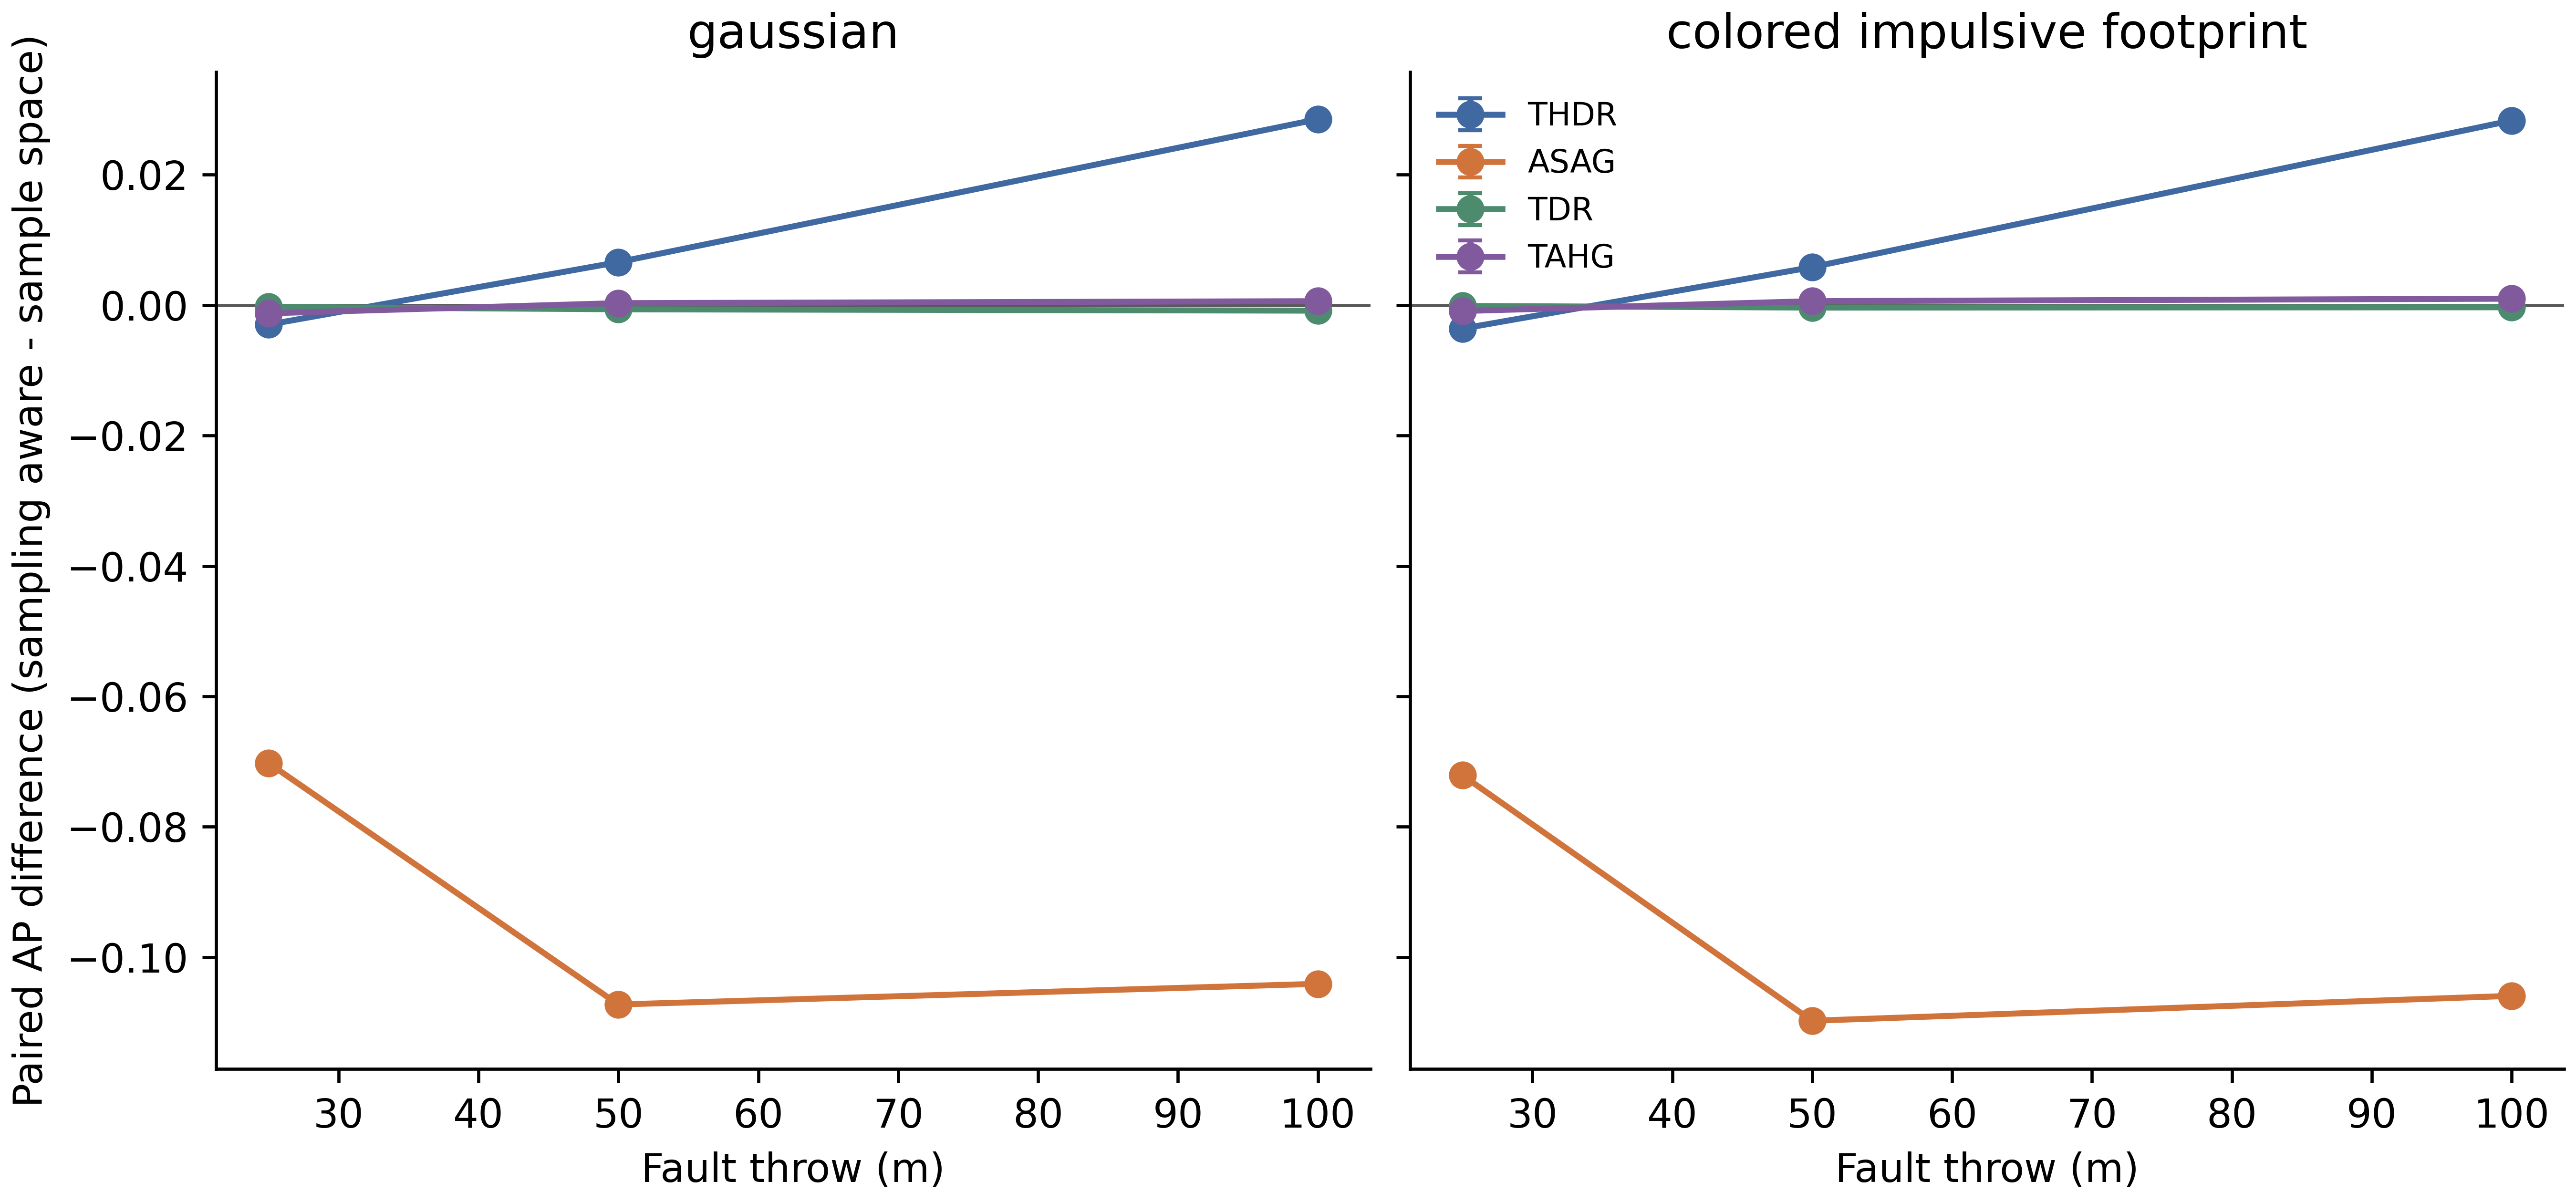 gaussian
colored impulsive footprint
Paired AP difference (sampling aware - sample space)
0.02
0.00
−0.02
−0.04
−0.06
−0.08
−0.10
THDR
ASAG
TDR
TAHG
30 40 50 60 70 80 90 100
30 40 50 60 70 80 90 100
Fault throw (m)
Fault throw (m)